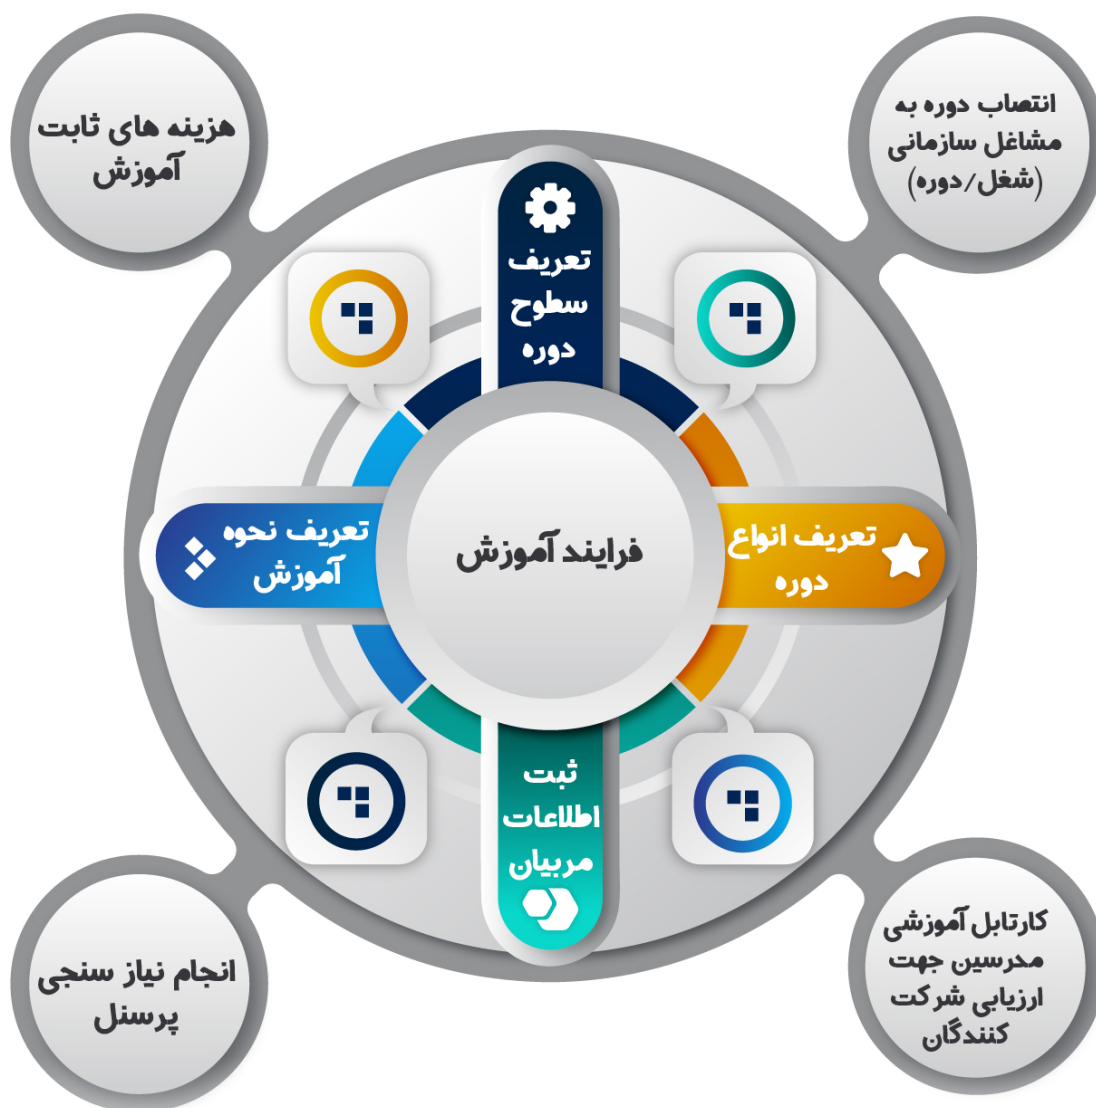 انتصاب دوره به
مشاغل سازمانی
(شغل/دوره)
هزینه های ثابت
آموزش
تعریف
سطوح
دوره
تعریف انواع
دوره
فرایند آموزش
تعریف نحوه
آموزش
ثبت
اطلاعات
مربیان
کارتابل آموزشی
مدرسین جهت
ارزیابی شرکت
کنندگان
انجام نیاز سنجی
پرسنل